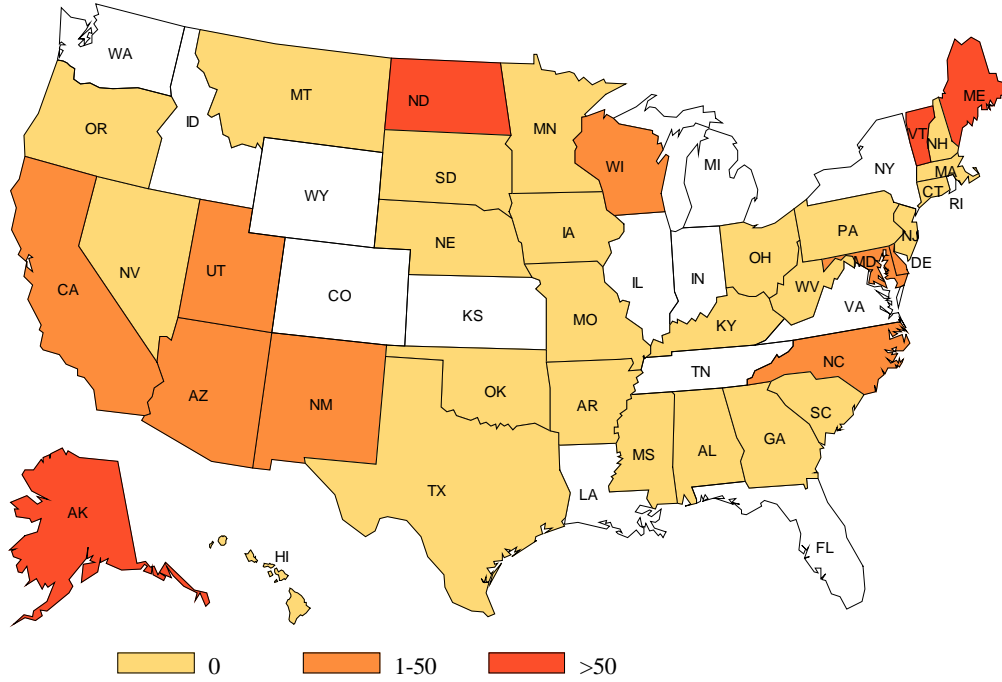 WA
MT
ND
ME
OR
ID
MN
VT
NH
WI
MI
NY
MA
WY
SD
CT
RI
IA
PA
NE
NJ
NV
UT
OH
MD
DE
CA
CO
IL
IN
WV
VA
KS
MO
KY
TN
NC
AZ
NM
OK
AR
SC
GA
MS
AL
TX
LA
AK
FL
HI
0
1-50
>50